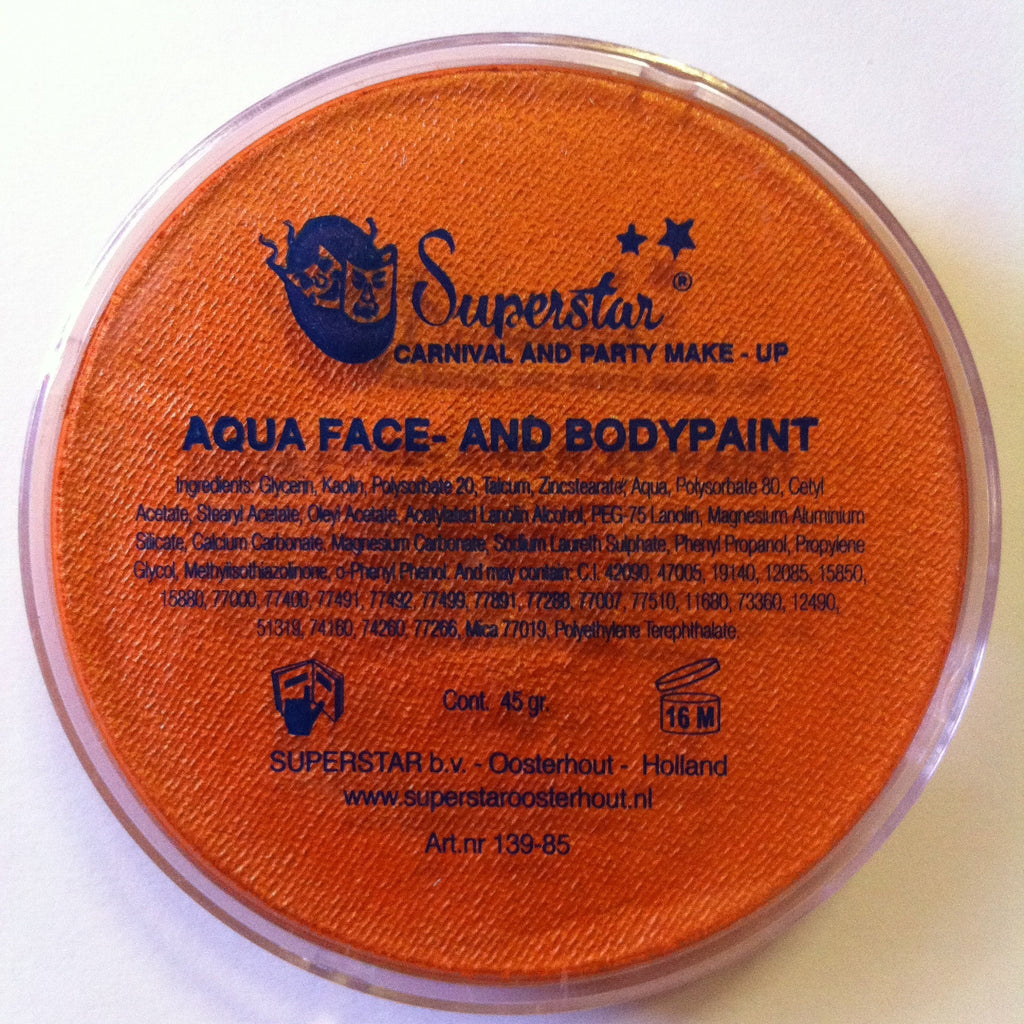 Superstar ®
CARNIVAL AND PARTY MAKE - UP
AQUA FACE- AND BODYPAINT
Ingredients: Glycerin, Kaolin, Polysorbate 20, Talcum, Zincstearate, Aqua, Polysorbate 80, Cetyl
Acetate, Stearyl Acetate, Oleyl Acetate, Acetylated Lanolin Alcohol, PEG-75 Lanolin, Magnesium Aluminium
Silicate, Calcium Carbonate, Magnesium Carbonate, Sodium Laureth Sulphate, Phenyl Propanol, Propylene
Glycol, Methylisothiazolinone, o-Phenyl Phenol. And may contain: C.I. 42090, 47005, 19140, 12085, 15850,
15880, 77000, 77400, 77491, 77492, 77499, 77891, 77288, 77007, 77510, 11680, 73360, 12490,
51319, 74160, 74260, 77266, Mica 77019, Polyethylene Terephthalate.
Cont. 45 gr.
16 M
SUPERSTAR b.v. - Oosterhout - Holland
www.superstaroosterhout.nl
Art.nr 139-85